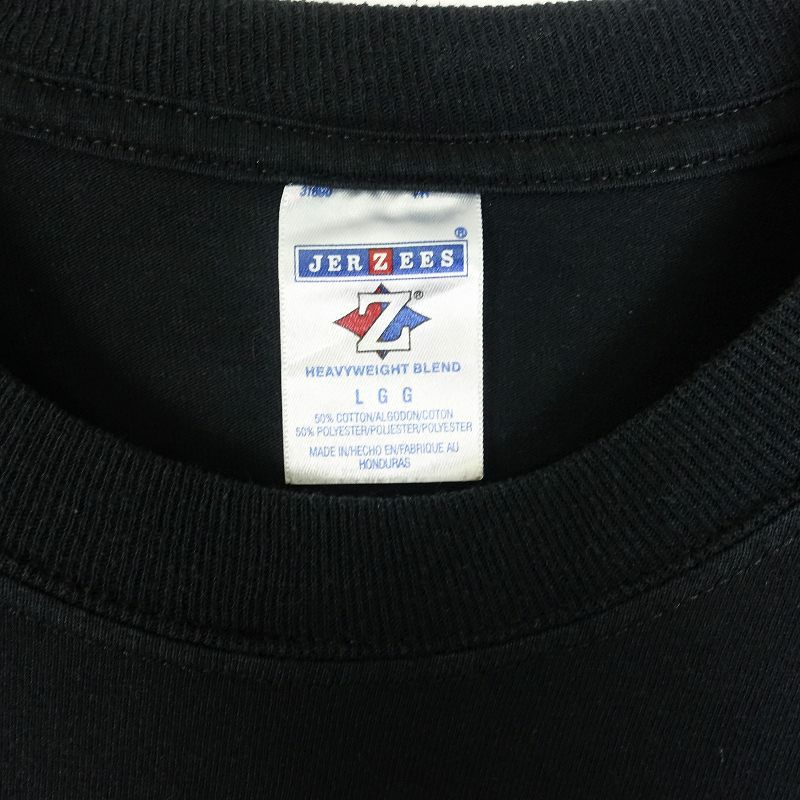 JERZEES®
Z®
HEAVYWEIGHT BLEND
L G G
50% COTTON/ALGODON/COTON
50% POLYESTER/POLIESTER/POLYESTER
MADE IN/HECHO EN/FABRIQUE AU
HONDURAS